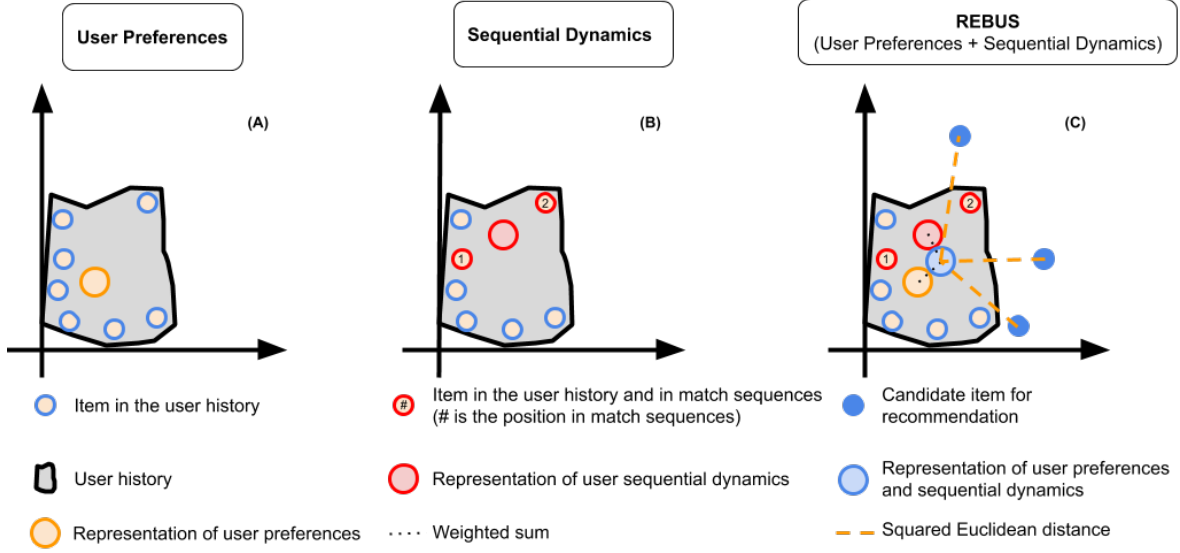 User Preferences
Sequential Dynamics
REBUS
(User Preferences + Sequential Dynamics)
(A)
(B)
(C)
2
1
2
1
Item in the user history
#
Item in the user history and in match sequences
(# is the position in match sequences)
Candidate item for
recommendation
User history
Representation of user sequential dynamics
Representation of user preferences
and sequential dynamics
Representation of user preferences
Weighted sum
Squared Euclidean distance